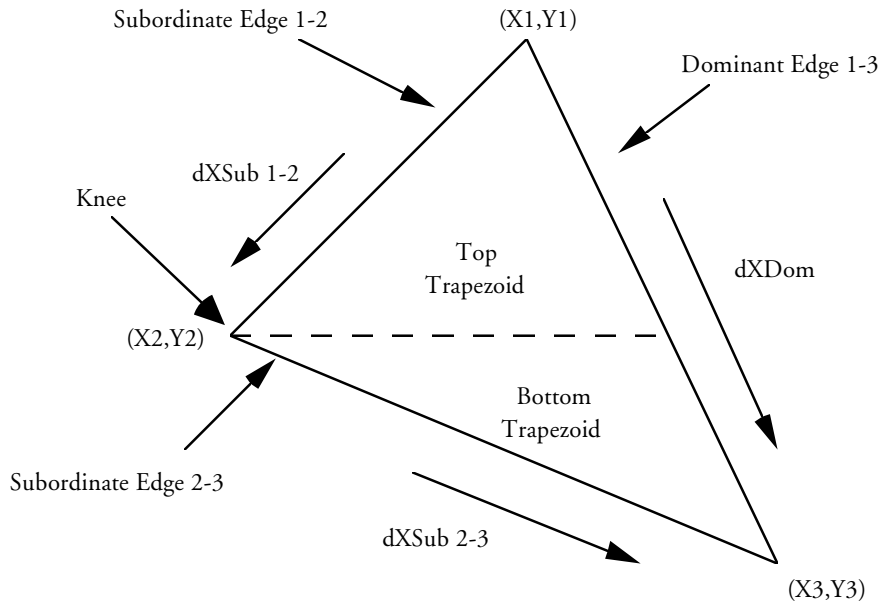 Subordinate Edge 1-2
(X1,Y1)
Dominant Edge 1-3
dXSub 1-2
Knee
Top
Trapezoid
dXDom
(X2,Y2)
Bottom
Trapezoid
Subordinate Edge 2-3
dXSub 2-3
(X3,Y3)